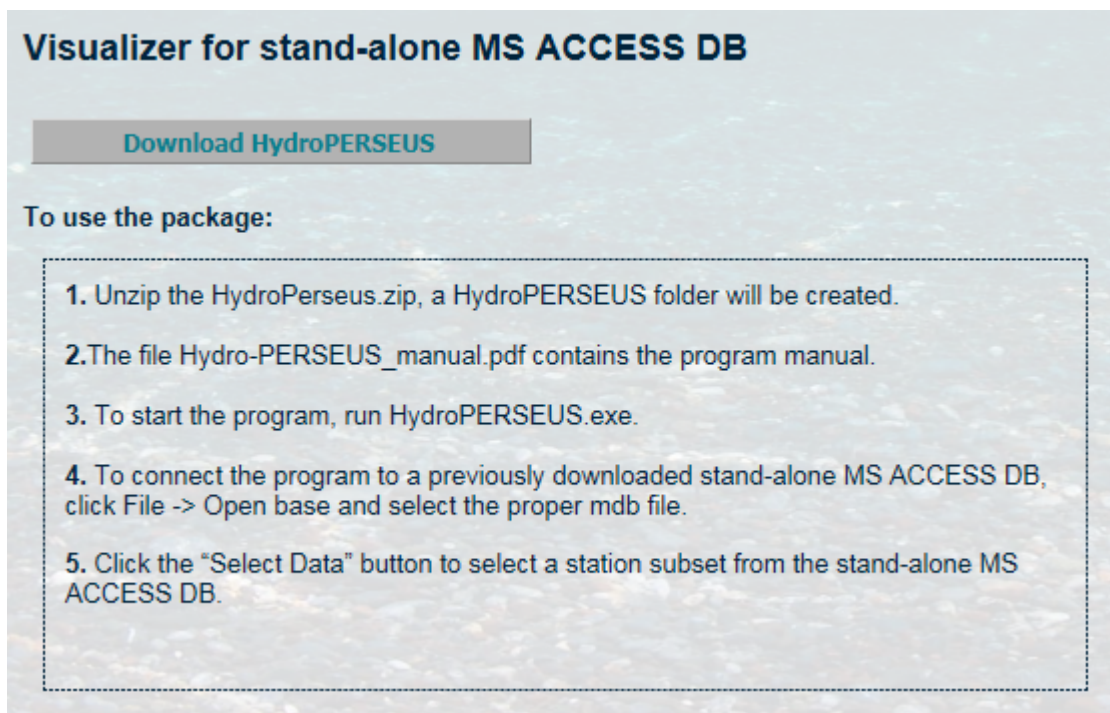 Visualizer for stand-alone MS ACCESS DB
Download HydroPERSEUS
To use the package:
1. Unzip the HydroPerseus.zip, a HydroPERSEUS folder will be created.
2.The file Hydro-PERSEUS_manual.pdf contains the program manual.
3. To start the program, run HydroPERSEUS.exe.
4. To connect the program to a previously downloaded stand-alone MS ACCESS DB,
click File -> Open base and select the proper mdb file.
5. Click the “Select Data” button to select a station subset from the stand-alone MS
ACCESS DB.